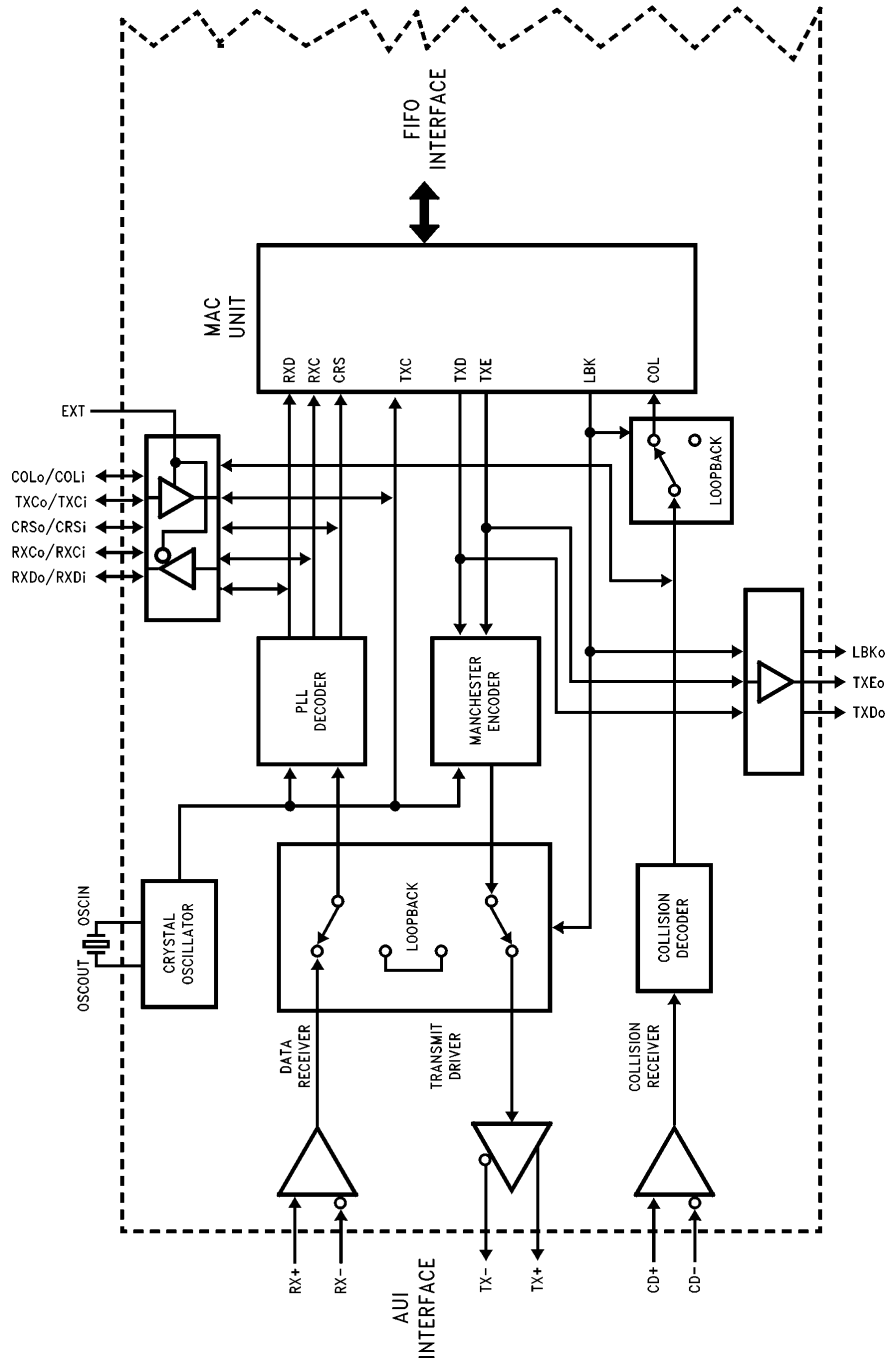 FIFO
INTERFACE
MAC
UNIT
RXD
RXC
CRS
TXC
TXD
TXE
LBK
COL
EXT
COLo/COLi
TXCo/TXCi
CRSo/CRSi
RXCo/RXCi
RXDo/RXDi
LOOPBACK
PLL
DECODER
MANCHESTER
ENCODER
LBKo
TXEo
TXDo
OSCIN
OSCOUT
CRYSTAL
OSCILLATOR
LOOPBACK
COLLISION
DECODER
DATA
RECEIVER
TRANSMIT
DRIVER
COLLISION
RECEIVER
RX+
RX-
TX-
TX+
CD+
CD-
AUI
INTERFACE